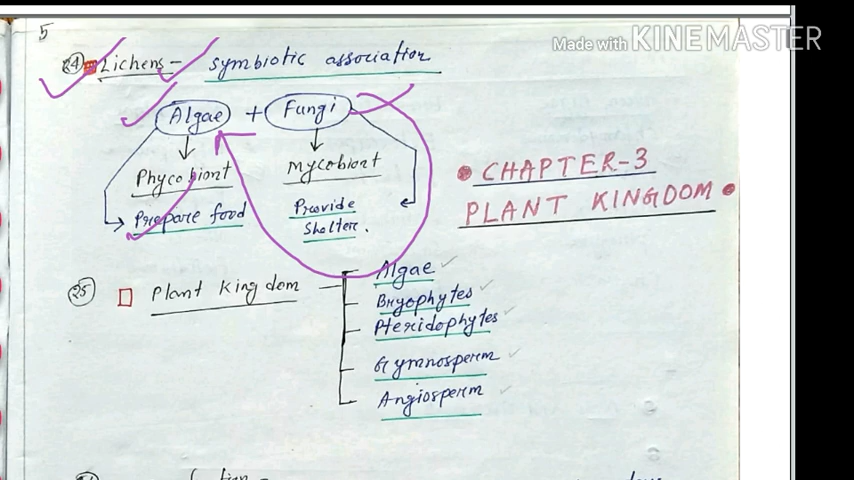 5
Made with KINEMASTER
24) Lichens - symbiotic association
Algae + Fungi
Phycobiont Mycobiont
Prepare food Provide Shelter.
CHAPTER-3
PLANT KINGDOM
25) Plant kingdom
Algae
Bryophytes
Pteridophytes
Gymnosperm
Angiosperm